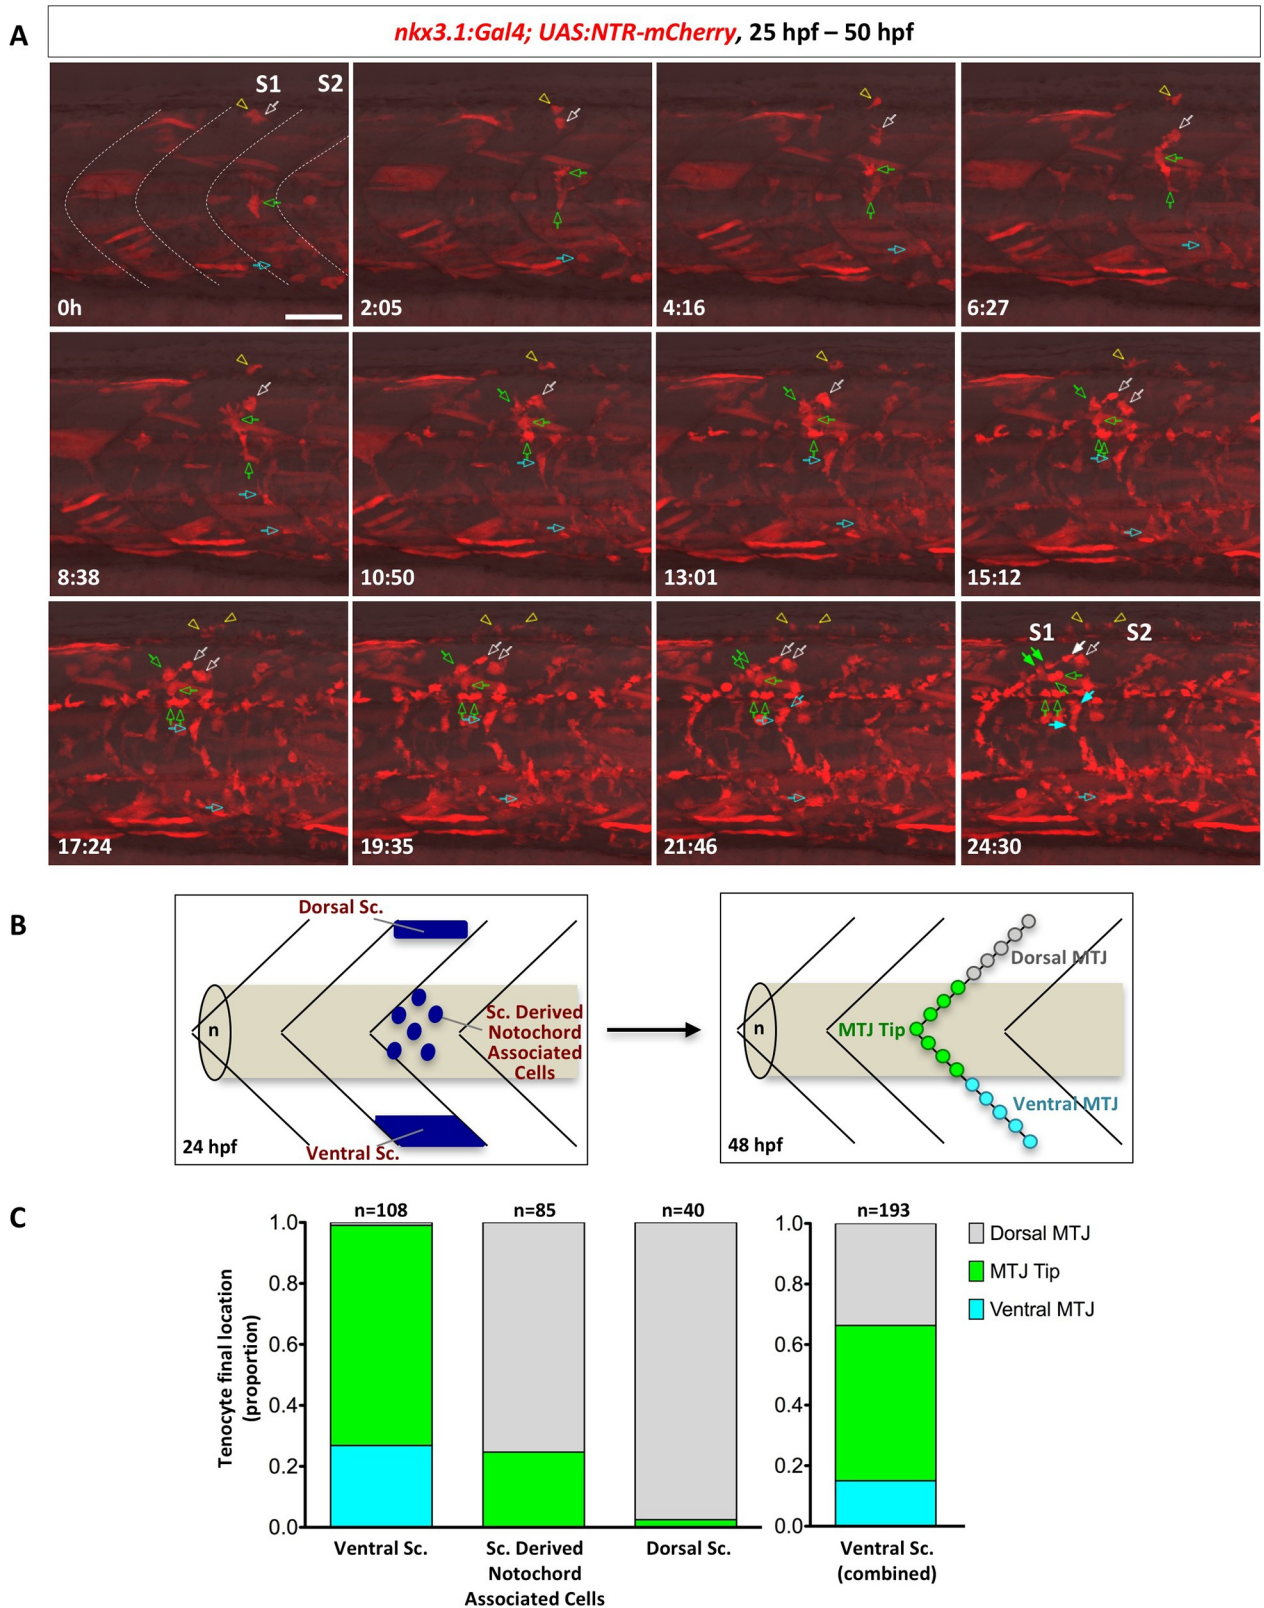 A
nkx3.1:Gal4; UAS:NTR-mCherry, 25 hpf – 50 hpf
S1 S2
0h
2:05
4:16
6:27
8:38
10:50
13:01
15:12
S1 S2
17:24
19:35
21:46
24:30
B
Dorsal Sc.
n
Sc. Derived
Notochord
Associated
Cells
Ventral Sc.
24 hpf
Dorsal MTJ
n
MTJ Tip
Ventral MTJ
48 hpf
C
Tenocyte final location
(proportion)
n=108
n=85
n=40
n=193
1.0
0.8
0.6
0.4
0.2
0.0
1.0
0.8
0.6
0.4
0.2
0.0
Dorsal MTJ
MTJ Tip
Ventral MTJ
Ventral Sc.
Sc. Derived
Notochord
Associated Cells
Dorsal Sc.
Ventral Sc.
(combined)